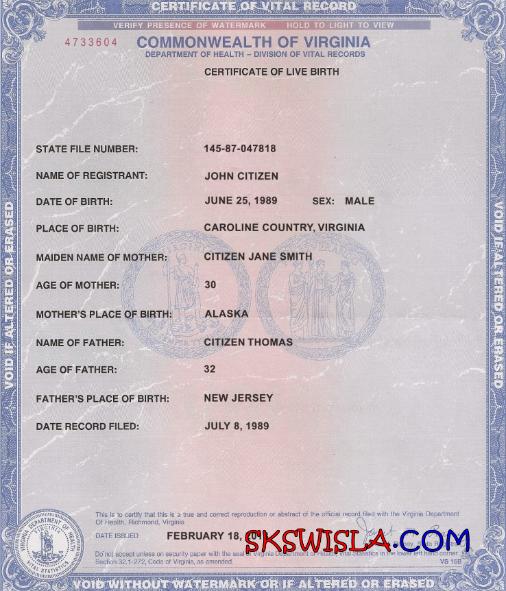 CERTIFICATE OF VITAL RECORD
VERIFY PRESENCE OF WATERMARK HOLD TO LIGHT TO VIEW
4733604
COMMONWEALTH OF VIRGINIA
DEPARTMENT OF HEALTH – DIVISION OF VITAL RECORDS
CERTIFICATE OF LIVE BIRTH
STATE FILE NUMBER: 145-87-047818
NAME OF REGISTRANT: JOHN CITIZEN
DATE OF BIRTH: JUNE 25, 1989 SEX: MALE
PLACE OF BIRTH: CAROLINE COUNTRY, VIRGINIA
MAIDEN NAME OF MOTHER: CITIZEN JANE SMITH
AGE OF MOTHER: 30
MOTHER'S PLACE OF BIRTH: ALASKA
NAME OF FATHER: CITIZEN THOMAS
AGE OF FATHER: 32
FATHER'S PLACE OF BIRTH: NEW JERSEY
DATE RECORD FILED: JULY 8, 1989
VOID IF ALTERED OR ERASED
VOID IF ALTERED OR ERASED
This is to certify that this is a true and correct reproduction or abstract of the official record filed with the Virginia Department
Of Health, Richmond, Virginia
DATE ISSUED FEBRUARY 18,
SKSWISLA.COM
Do not accept unless on security paper with the seal of Virginia Department of Health, Vital Statistics in the lower left hand corner.
Section 32.1-272, Code of Virginia, as amended. VS 15B
VIRGINIA DEPARTMENT OF HEALTH
VITAL STATISTICS
VOID WITHOUT WATERMARK OR IF ALTERED OR ERASED